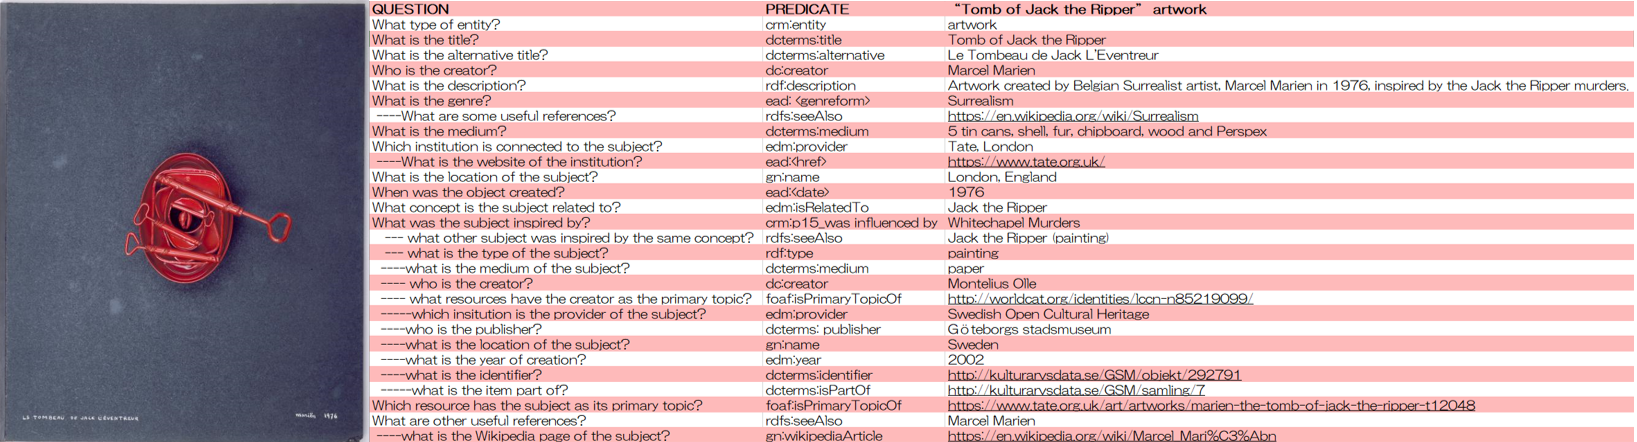 LE TOMBEAU DE JACK L'ÉVENTREUR
mariën 1976
QUESTION PREDICATE “Tomb of Jack the Ripper” artwork
What type of entity? crm:entity artwork
What is the title? dcterms:title Tomb of Jack the Ripper
What is the alternative title? dcterms:alternative Le Tombeau de Jack L'Eventreur
Who is the creator? dc:creator Marcel Marien
What is the description? rdf:description Artwork created by Belgian Surrealist artist, Marcel Marien in 1976, inspired by the Jack the Ripper murders.
What is the genre? ead: <genreform> Surrealism
----What are some useful references? rdfs:seeAlso https://en.wikipedia.org/wiki/Surrealism
What is the medium? dcterms:medium 5 tin cans, shell, fur, chipboard, wood and Perspex
Which institution is connected to the subject? edm:provider Tate, London
----What is the website of the institution? ead:<href> https://www.tate.org.uk/
What is the location of the subject? gn:name London, England
When was the object created? ead:<date> 1976
What concept is the subject related to? edm:isRelatedTo Jack the Ripper
What was the subject inspired by? crm:p15_was influenced by Whitechapel Murders
--- what other subject was inspired by the same concept? rdfs:seeAlso Jack the Ripper (painting)
--- what is the type of the subject? rdf:type painting
----what is the medium of the subject? dcterms:medium paper
---- who is the creator? dc:creator Montelius Olle
---- what resources have the creator as the primary topic? foaf:isPrimaryTopicOf http://worldcat.org/identities/lccn-n85219099/
-----which insitution is the provider of the subject? edm:provider Swedish Open Cultural Heritage
----who is the publisher? dcterms: publisher Göteborgs stadsmuseum
----what is the location of the subject? gn:name Sweden
----what is the year of creation? edm:year 2002
----what is the identifier? dcterms:identifier http://kulturarvsdata.se/GSM/objekt/292791
-----what is the item part of? dcterms:isPartOf http://kulturarvsdata.se/GSM/samling/7
Which resource has the subject as its primary topic? foaf:isPrimaryTopicOf https://www.tate.org.uk/art/artworks/marien-the-tomb-of-jack-the-ripper-t12048
What are other useful references? rdfs:seeAlso Marcel Marien
----what is the Wikipedia page of the subject? gn:wikipediaArticle https://en.wikipedia.org/wiki/Marcel_Mari%C3%Abn